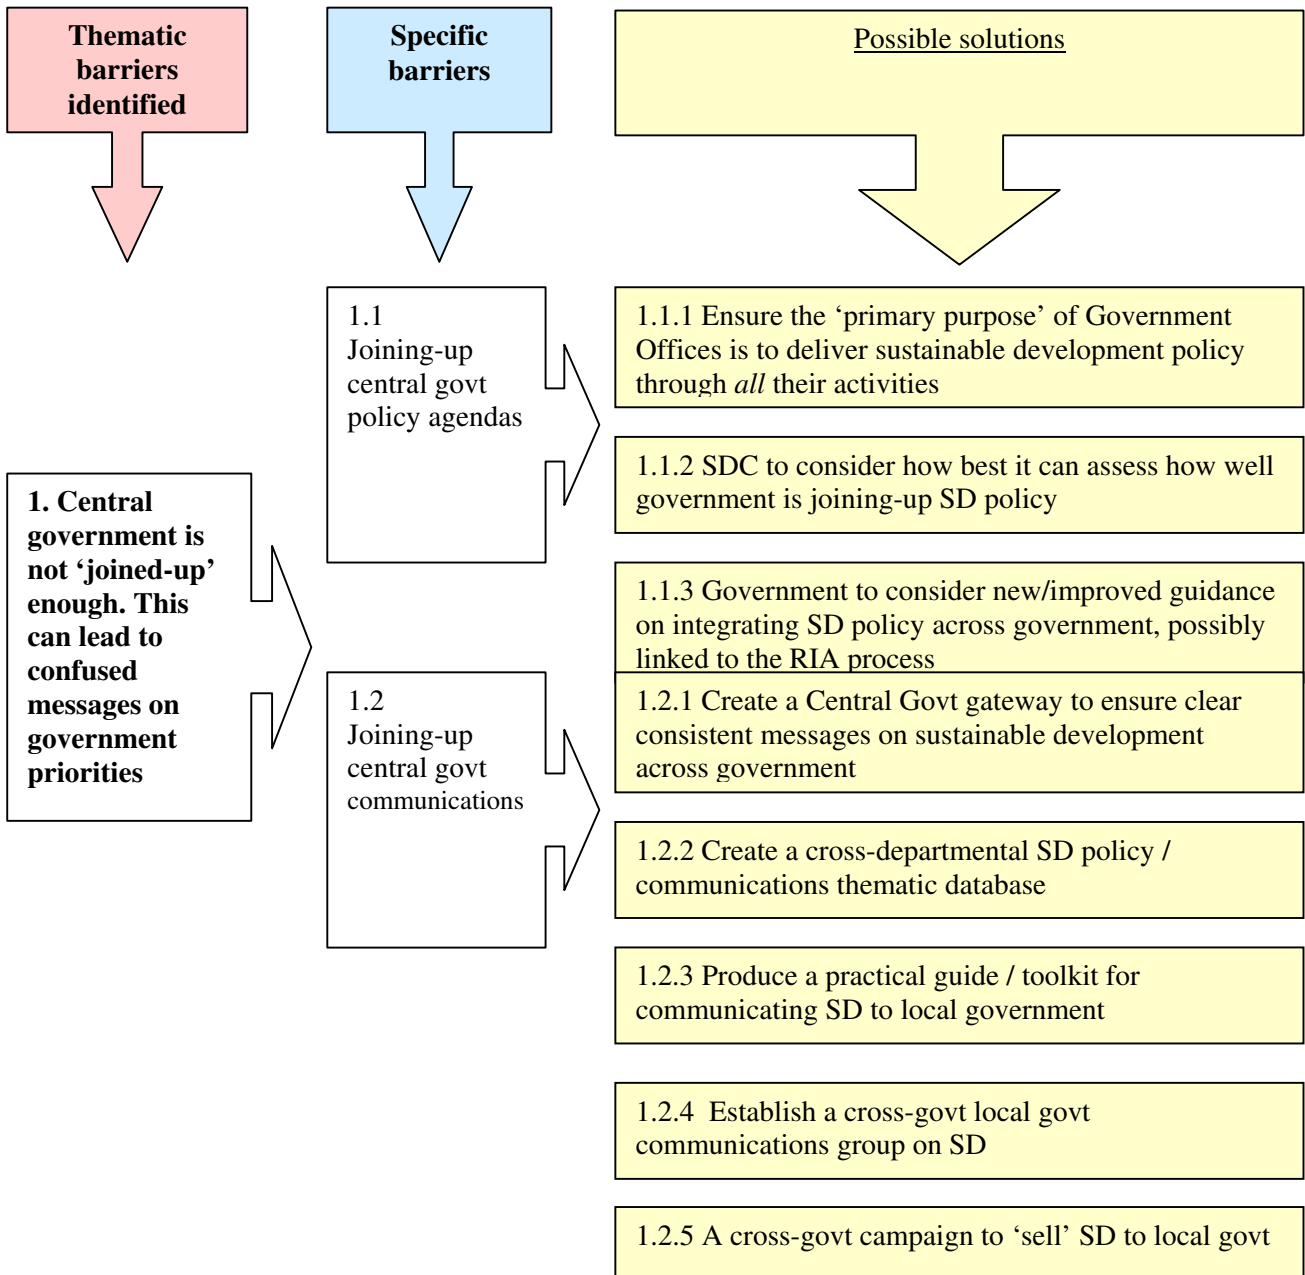 Thematic
barriers
identified
Specific
barriers
Possible solutions
1. Central
government is
not ‘joined-up’
enough. This
can lead to
confused
messages on
government
priorities
1.1
Joining-up
central govt
policy agendas
1.1.1 Ensure the ‘primary purpose’ of Government
Offices is to deliver sustainable development policy
through all their activities
1.1.2 SDC to consider how best it can assess how well
government is joining-up SD policy
1.1.3 Government to consider new/improved guidance
on integrating SD policy across government, possibly
linked to the RIA process
1.2
Joining-up
central govt
communications
1.2.1 Create a Central Govt gateway to ensure clear
consistent messages on sustainable development
across government
1.2.2 Create a cross-departmental SD policy /
communications thematic database
1.2.3 Produce a practical guide / toolkit for
communicating SD to local government
1.2.4 Establish a cross-govt local govt
communications group on SD
1.2.5 A cross-govt campaign to ‘sell’ SD to local govt